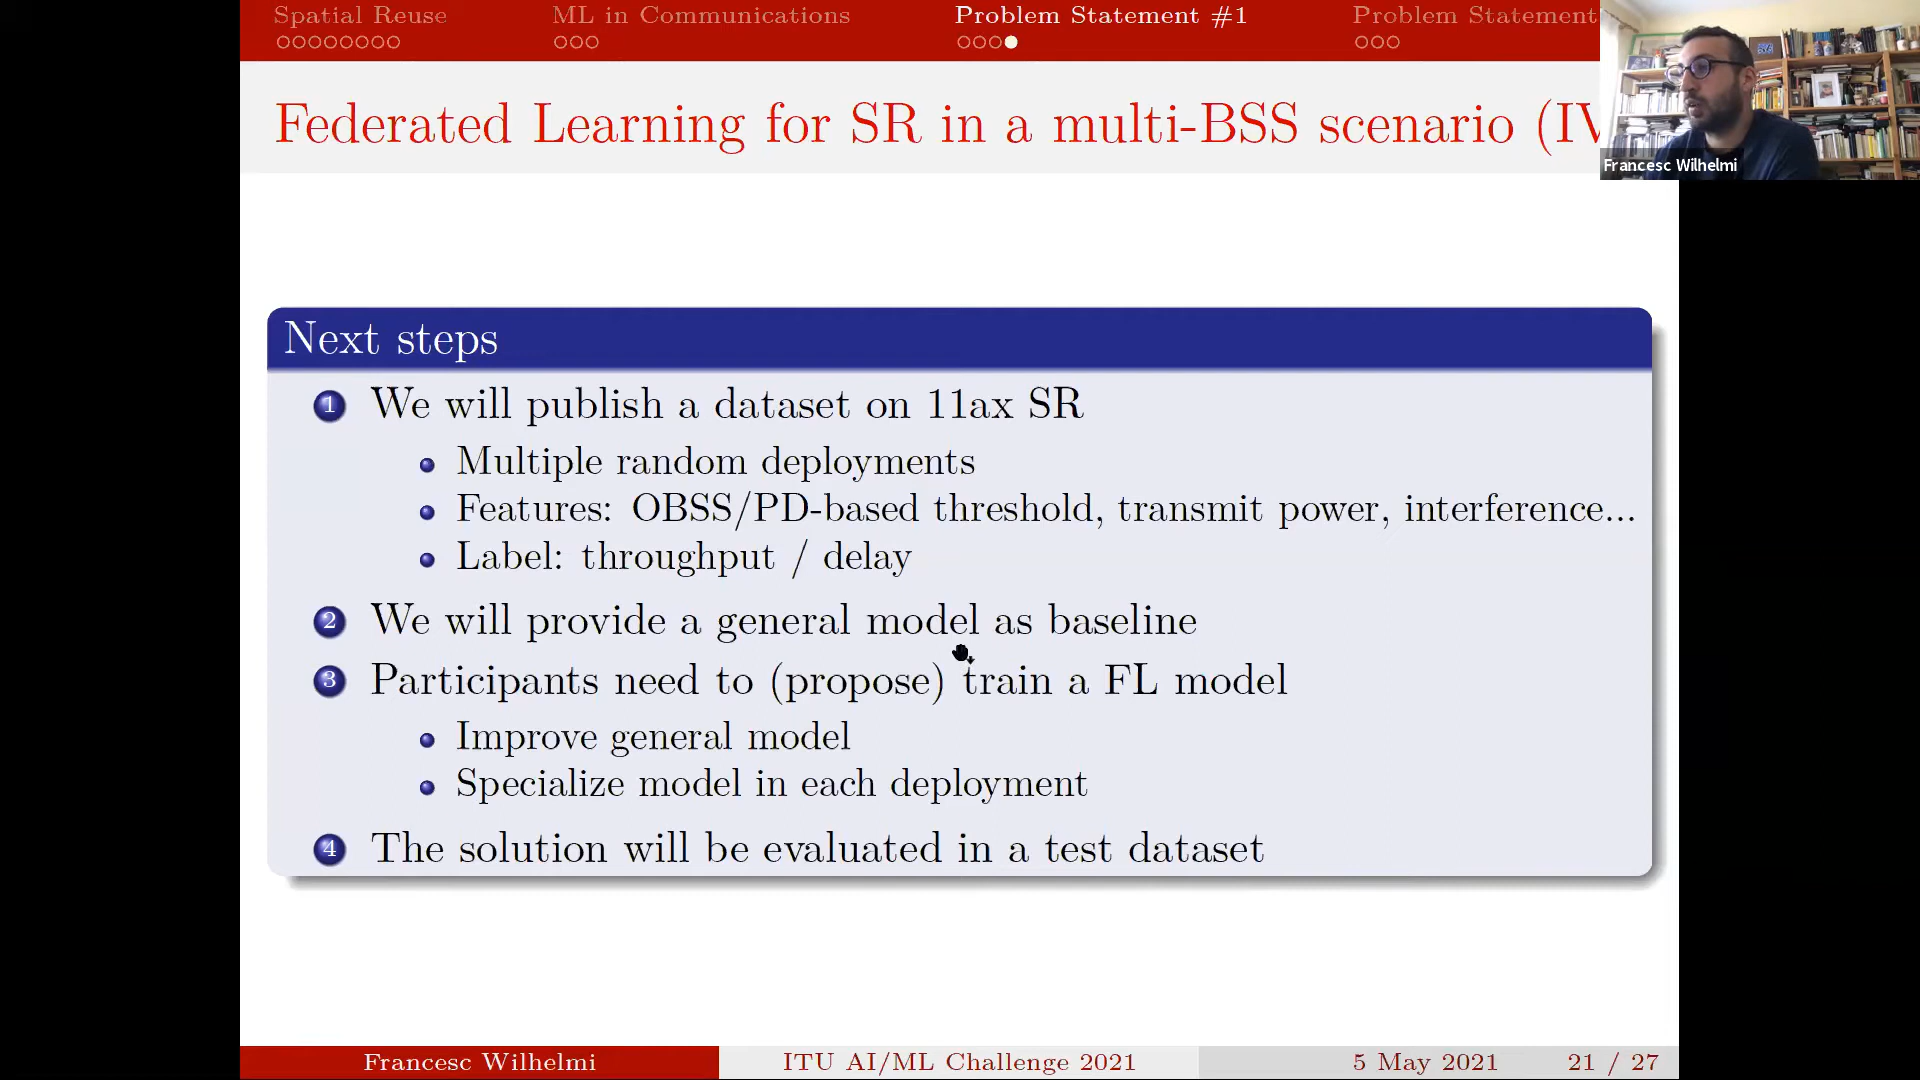 Spatial Reuse ML in Communications Problem Statement #1 Problem Statement
Federated Learning for SR in a multi-BSS scenario (IV
Francesc Wilhelmi
Next steps
1 We will publish a dataset on 11ax SR
Multiple random deployments
Features: OBSS/PD-based threshold, transmit power, interference...
Label: throughput / delay
2 We will provide a general model as baseline
3 Participants need to (propose) train a FL model
Improve general model
Specialize model in each deployment
4 The solution will be evaluated in a test dataset
Francesc Wilhelmi ITU AI/ML Challenge 2021 5 May 2021 21 / 27